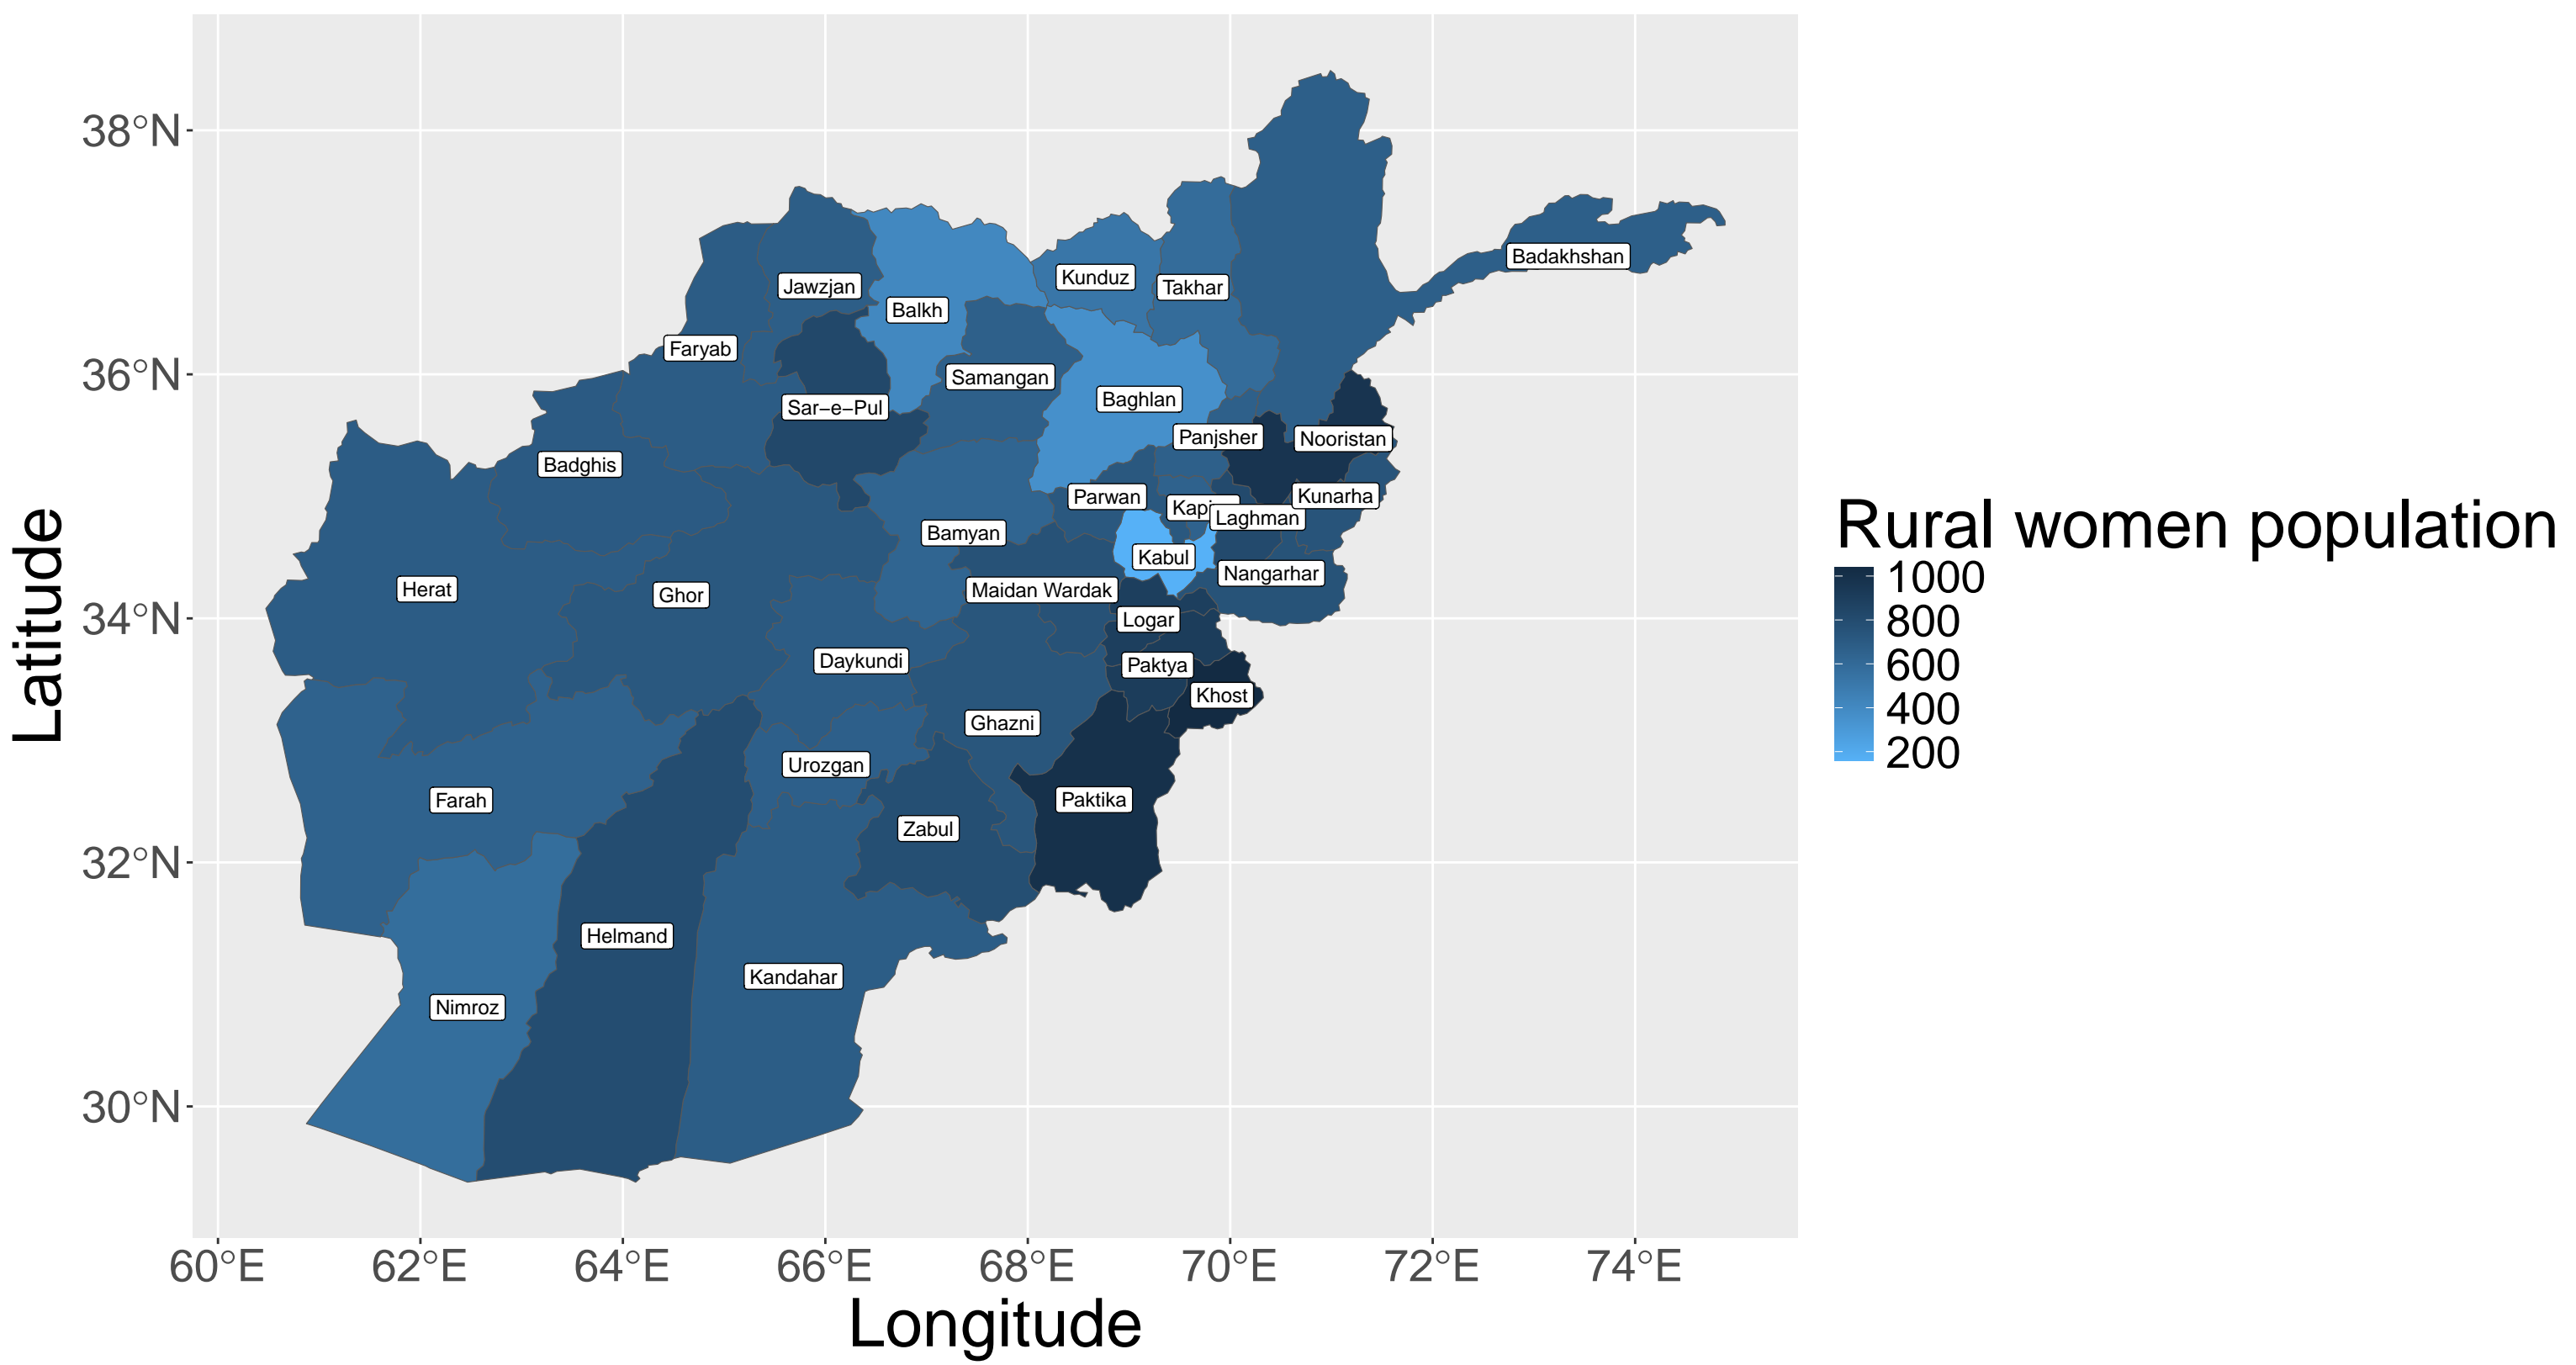 38°N
36°N
34°N
32°N
30°N
Latitude
Badakhshan
Kunduz
Jawzjan
Takhar
Balkh
Faryab
Samangan
Baghlan
Sar−e−Pul
Panjsher
Nooristan
Badghis
Parwan
Kunarha
Laghman
Bamyan
Kabul
Nangarhar
Herat
Maidan Wardak
Ghor
Logar
Daykundi
Paktya
Khost
Ghazni
Urozgan
Farah
Paktika
Zabul
Helmand
Kandahar
Nimroz
60°E
62°E
64°E
66°E
68°E
70°E
72°E
74°E
Longitude
Rural women population
1000
800
600
400
200